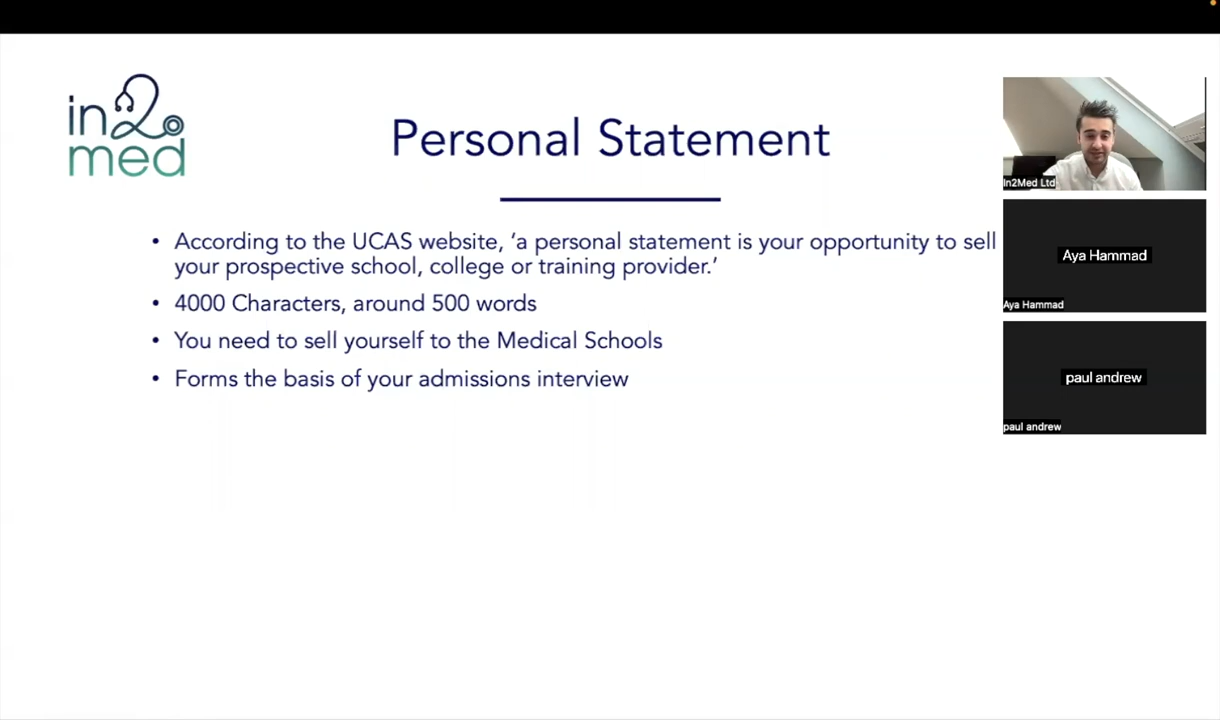 in2med
Personal Statement
• According to the UCAS website, ‘a personal statement is your opportunity to sell
your prospective school, college or training provider.’
• 4000 Characters, around 500 words
• You need to sell yourself to the Medical Schools
• Forms the basis of your admissions interview
In2Med Ltd
Aya Hammad
Aya Hammad
paul andrew
paul andrew